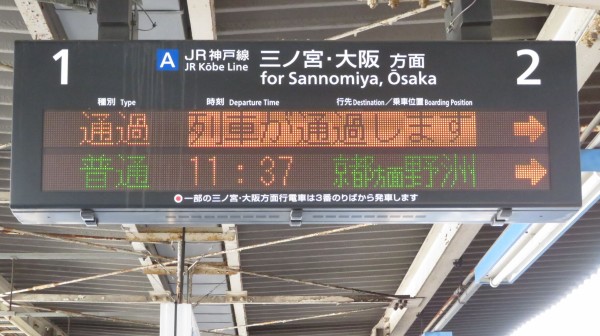 1 A JR神戸線 三ノ宮・大阪 方面 2
JR Kōbe Line for Sannomiya, Ōsaka
種別 Type 時刻 Departure Time 行先 Destination／乗車位置 Boarding Position
通過 列車が通過します →
普通 11：37 京都方面野洲 →
一部の三ノ宮・大阪方面行電車は3番のりばから発車します